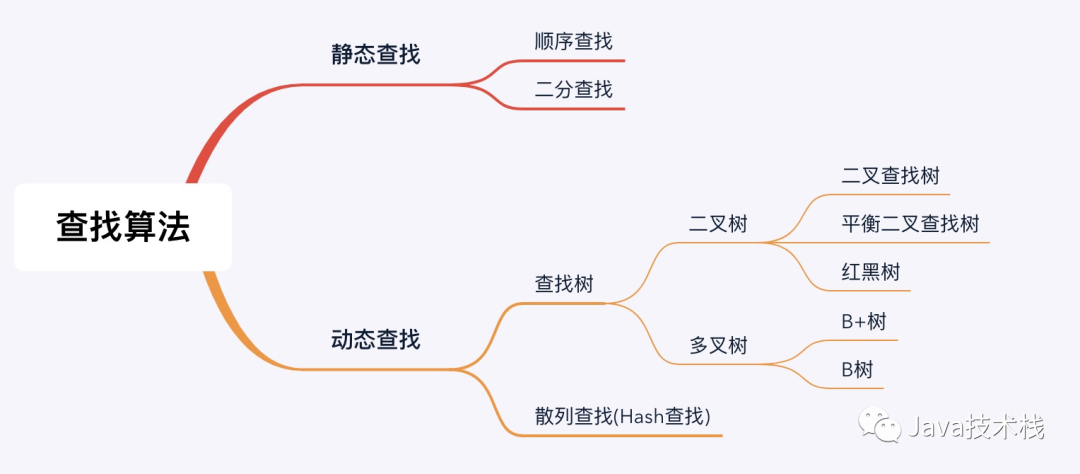 查找算法
静态查找
顺序查找
二分查找
动态查找
查找树
二叉树
二叉查找树
平衡二叉查找树
红黑树
多叉树
B+树
B树
散列查找(Hash查找)
Java技术栈